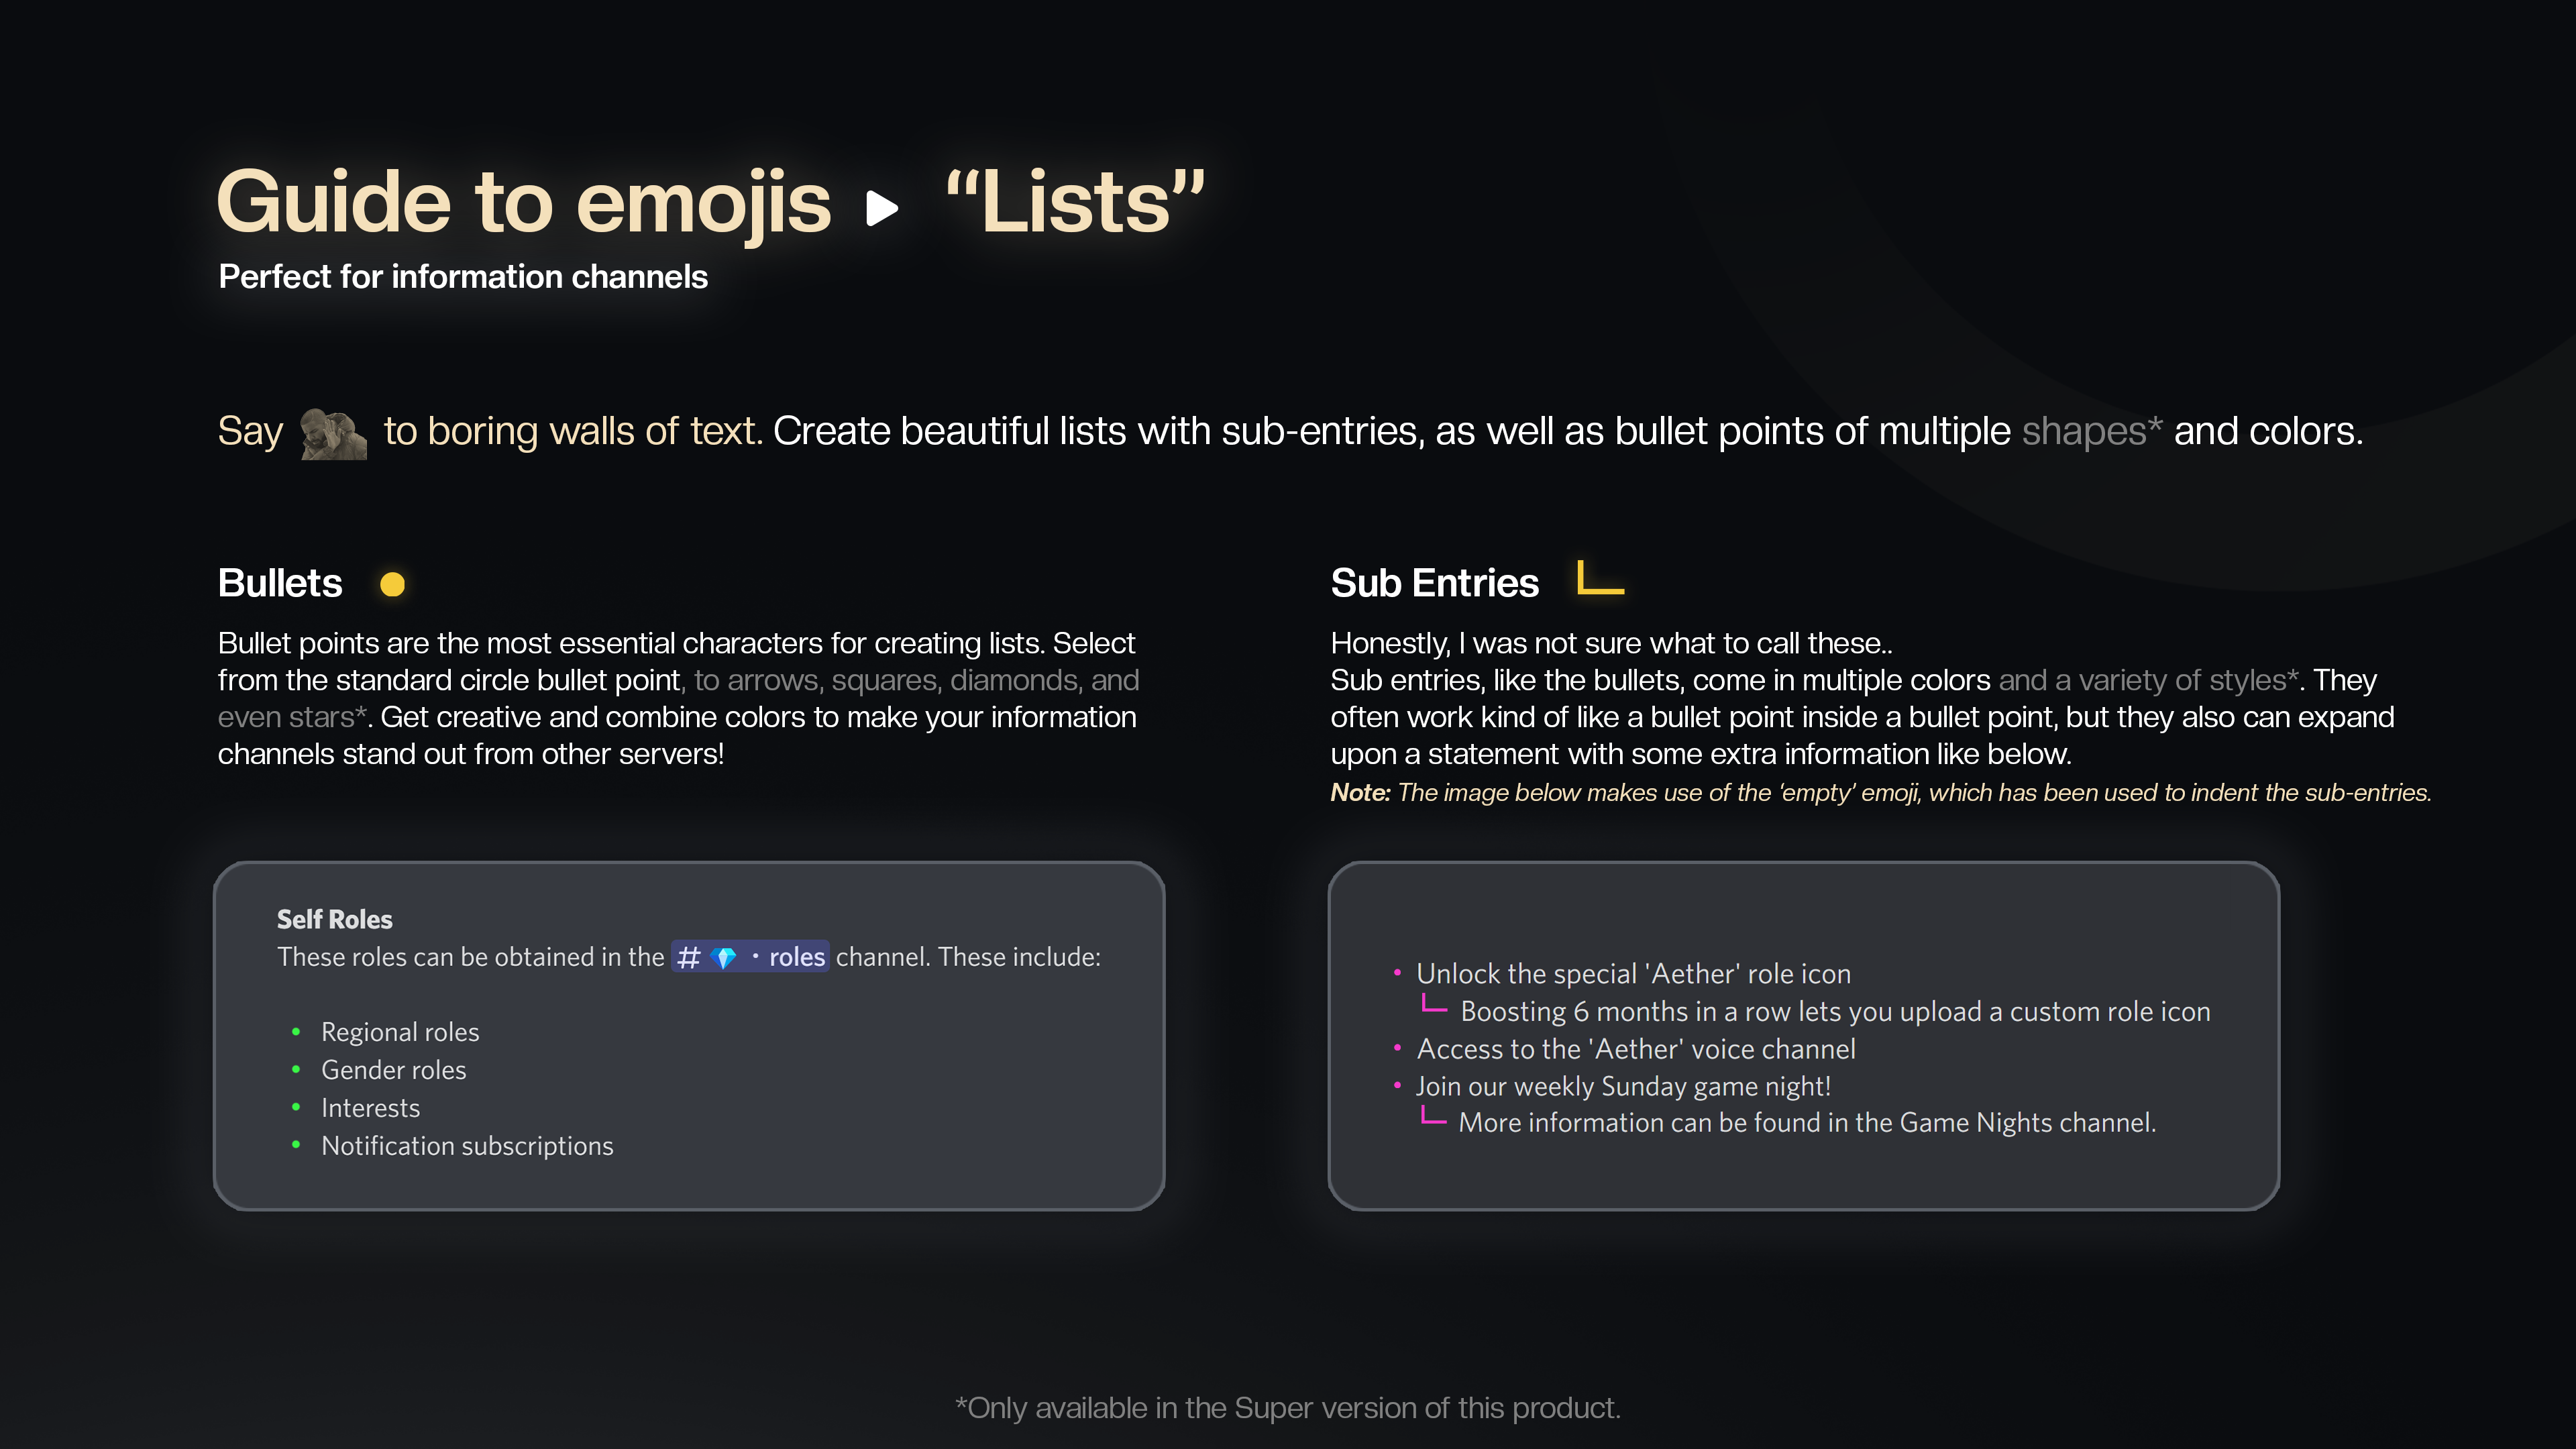 Guide to emojis ▶ “Lists”
Perfect for information channels
Say to boring walls of text. Create beautiful lists with sub-entries, as well as bullet points of multiple shapes* and colors.
Bullets
Bullet points are the most essential characters for creating lists. Select
from the standard circle bullet point, to arrows, squares, diamonds, and
even stars*. Get creative and combine colors to make your information
channels stand out from other servers!
Self Roles
These roles can be obtained in the # 💎 · roles channel. These include:
• Regional roles
• Gender roles
• Interests
• Notification subscriptions
Sub Entries
Honestly, I was not sure what to call these..
Sub entries, like the bullets, come in multiple colors and a variety of styles*. They
often work kind of like a bullet point inside a bullet point, but they also can expand
upon a statement with some extra information like below.
Note: The image below makes use of the ‘empty’ emoji, which has been used to indent the sub-entries.
• Unlock the special 'Aether' role icon
Boosting 6 months in a row lets you upload a custom role icon
• Access to the 'Aether' voice channel
• Join our weekly Sunday game night!
More information can be found in the Game Nights channel.
*Only available in the Super version of this product.